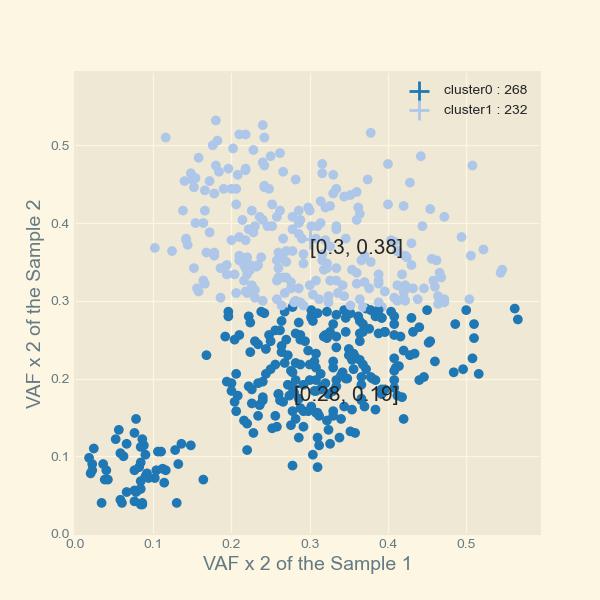 cluster0 : 268
cluster1 : 232
0.5
0.4
[0.3, 0.38]
0.3
0.2
[0.28, 0.19]
0.1
0.0
0.0 0.1 0.2 0.3 0.4 0.5
VAF x 2 of the Sample 1
VAF x 2 of the Sample 2